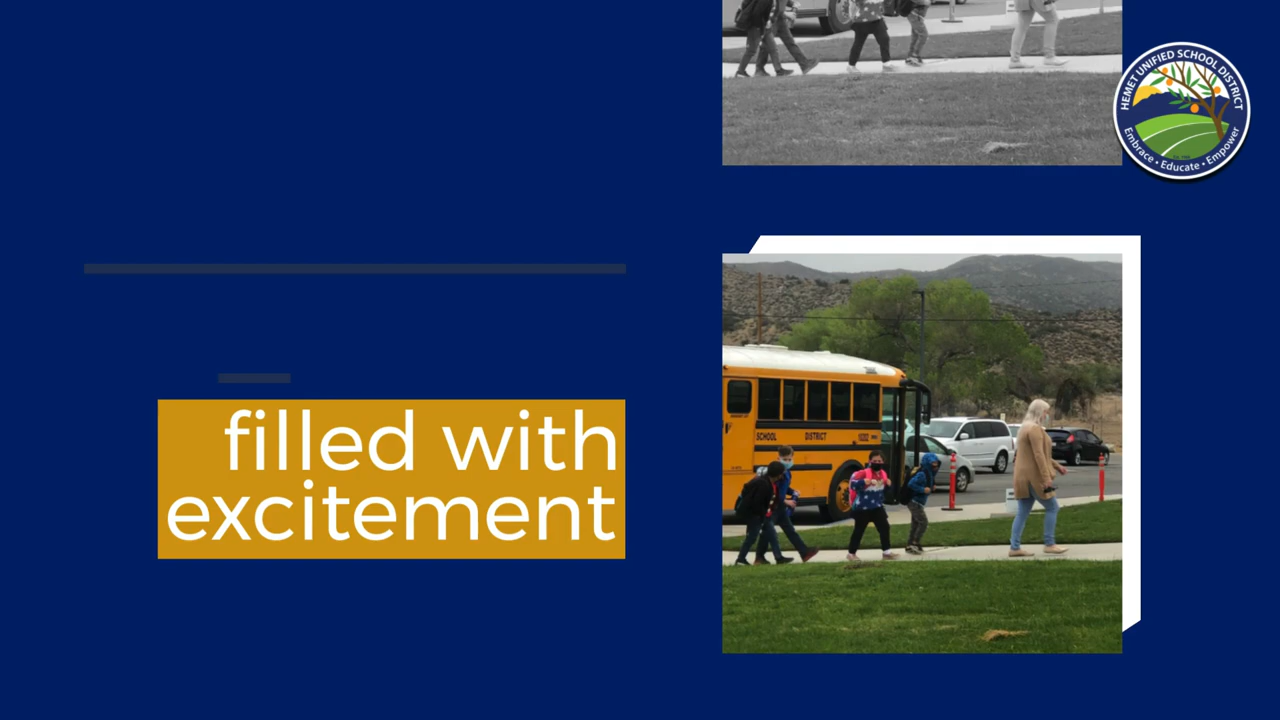 HEMET UNIFIED SCHOOL DISTRICT
Embrace • Educate • Empower
filled with
excitement
SCHOOL DISTRICT